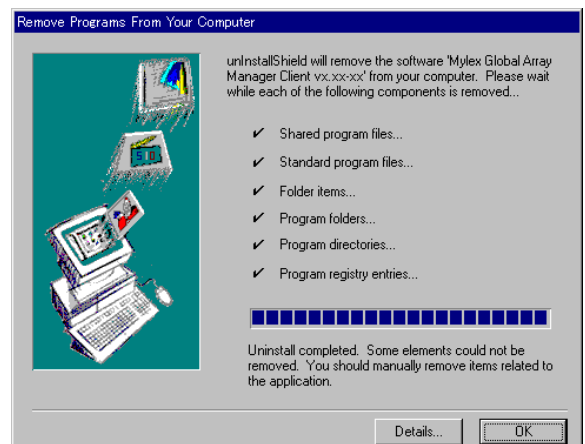 Remove Programs From Your Computer
unInstallShield will remove the software 'Mylex Global Array
Manager Client vx.xx-xx' from your computer. Please wait
while each of the following components is removed...
✔ Shared program files...
✔ Standard program files...
✔ Folder items...
✔ Program folders...
✔ Program directories...
✔ Program registry entries...
Uninstall completed. Some elements could not be
removed. You should manually remove items related to
the application.
Details...
OK